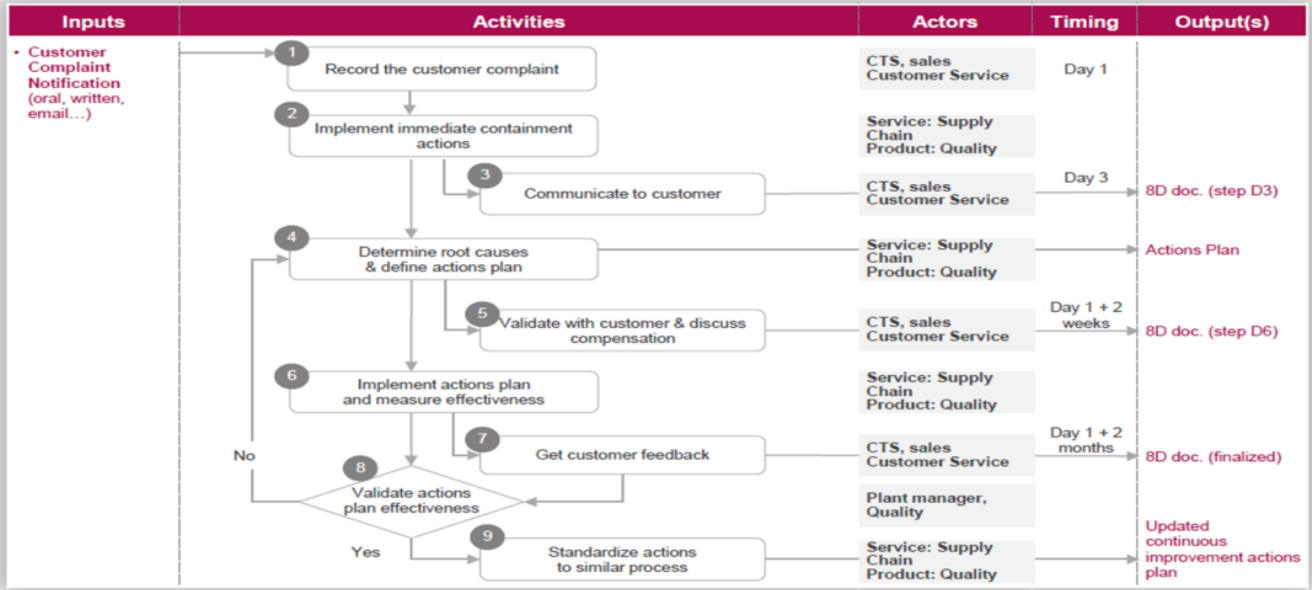 Inputs
Activities
Actors
Timing
Output(s)
• Customer
Complaint
Notification
(oral, written,
email...)
1
Record the customer complaint
CTS, sales
Customer Service
Day 1
2
Implement immediate containment
actions
Service: Supply
Chain
Product: Quality
3
Communicate to customer
CTS, sales
Customer Service
Day 3
8D doc. (step D3)
4
Determine root causes
& define actions plan
Service: Supply
Chain
Product: Quality
Actions Plan
5
Validate with customer & discuss
compensation
CTS, sales
Customer Service
Day 1 + 2
weeks
8D doc. (step D6)
6
Implement actions plan
and measure effectiveness
Service: Supply
Chain
Product: Quality
7
Get customer feedback
CTS, sales
Customer Service
Day 1 + 2
months
8D doc. (finalized)
No
8
Validate actions
plan effectiveness
Plant manager,
Quality
Yes
9
Standardize actions
to similar process
Service: Supply
Chain
Product: Quality
Updated
continuous
improvement actions
plan